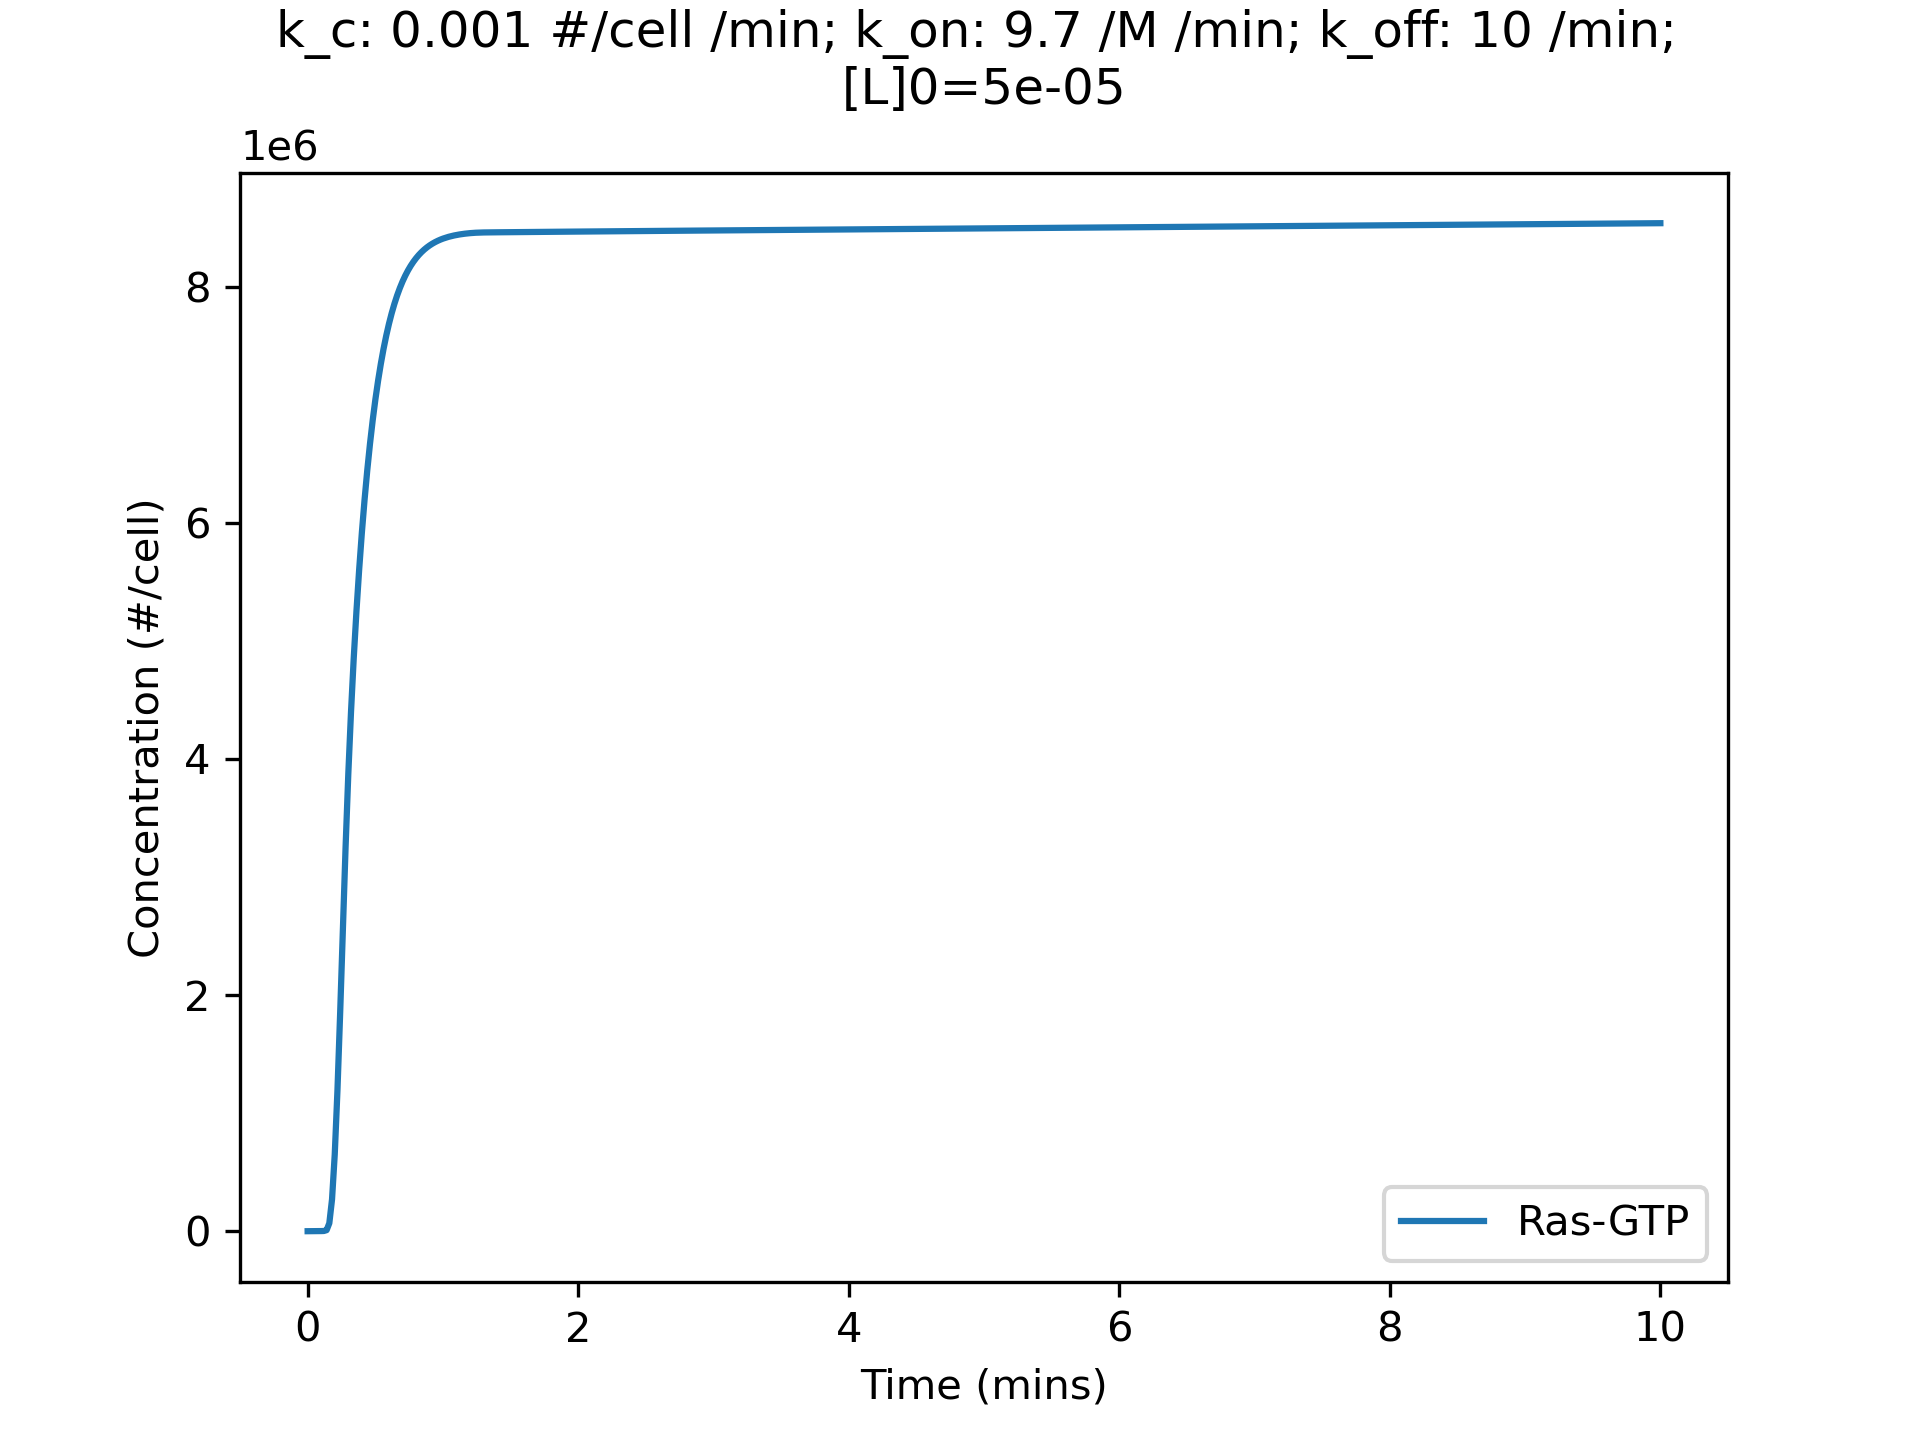 k_c: 0.001 #/cell /min; k_on: 9.7 /M /min; k_off: 10 /min;
[L]0=5e-05
1e6
8
6
4
2
0
Concentration (#/cell)
Ras-GTP
0 2 4 6 8 10
Time (mins)